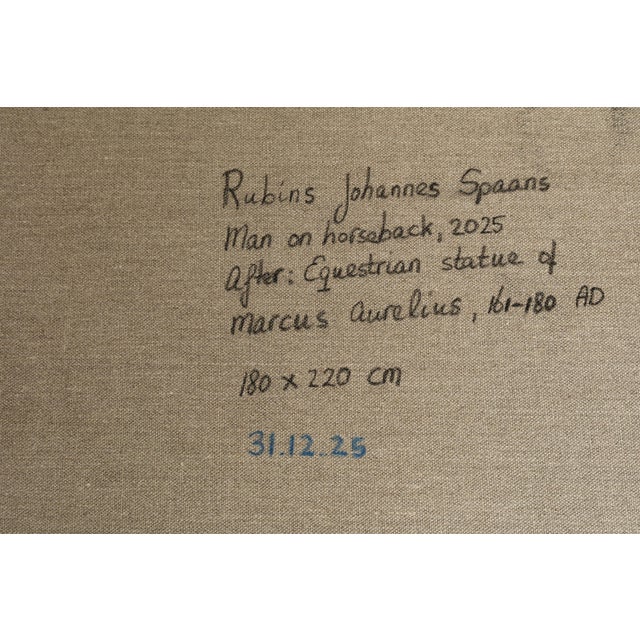 Rubins Johannes Spaans
Man on horseback, 2025
After: Equestrian statue of
Marcus Aurelius, 161-180 AD
180 x 220 cm
31.12.25